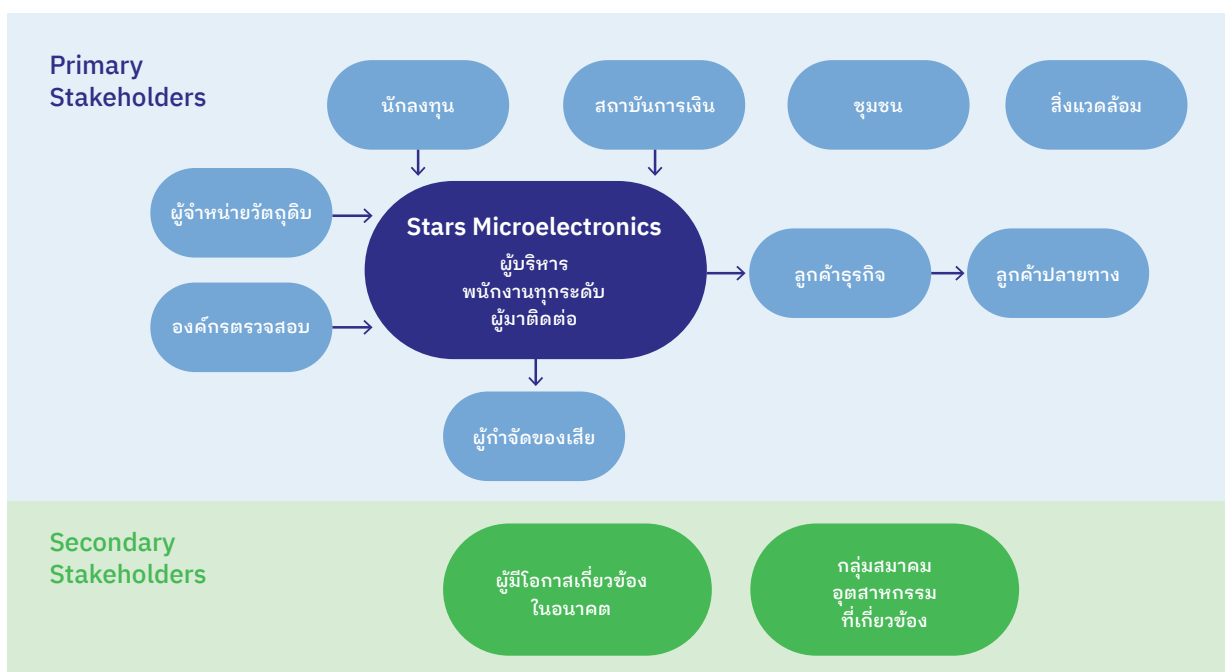 Primary
Stakeholders
นักลงทุน
สถาบันการเงิน
ชุมชน
สิ่งแวดล้อม
ผู้จำหน่ายวัตถุดิบ
องค์กรตรวจสอบ
Stars Microelectronics
ผู้บริหาร
พนักงานทุกระดับ
ผู้มาติดต่อ
ลูกค้าธุรกิจ
ลูกค้าปลายทาง
ผู้กำจัดของเสีย
Secondary
Stakeholders
ผู้มีโอกาสเกี่ยวข้อง
ในอนาคต
กลุ่มสมาคม
อุตสาหกรรม
ที่เกี่ยวข้อง